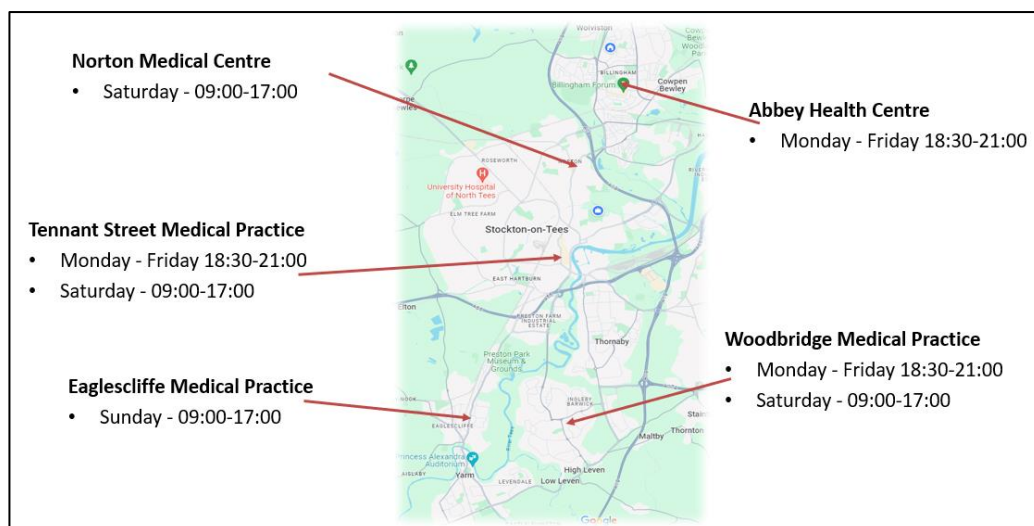 Norton Medical Centre
• Saturday - 09:00-17:00
Abbey Health Centre
• Monday - Friday 18:30-21:00
Tennant Street Medical Practice
• Monday - Friday 18:30-21:00
• Saturday - 09:00-17:00
Woodbridge Medical Practice
• Monday - Friday 18:30-21:00
• Saturday - 09:00-17:00
Eaglescliffe Medical Practice
• Sunday - 09:00-17:00
Wolviston
BILLINGHAM
Billingham Forum
Cowpen
Bewley
ROSEWORTH
University Hospital
of North Tees
ELM TREE FARM
Stockton-on-Tees
EAST HARTBURN
Elton
PRESTON FARM
INDUSTRIAL
ESTATE
Thornaby
Preston Park
Museum &
Grounds
INGLEBY
BARWICK
EAGLESCLIFFE
Maltby
Thornton
Princess Alexandra
Auditorium
Yarm
High Leven
LEVENDALE
Low Leven
Google